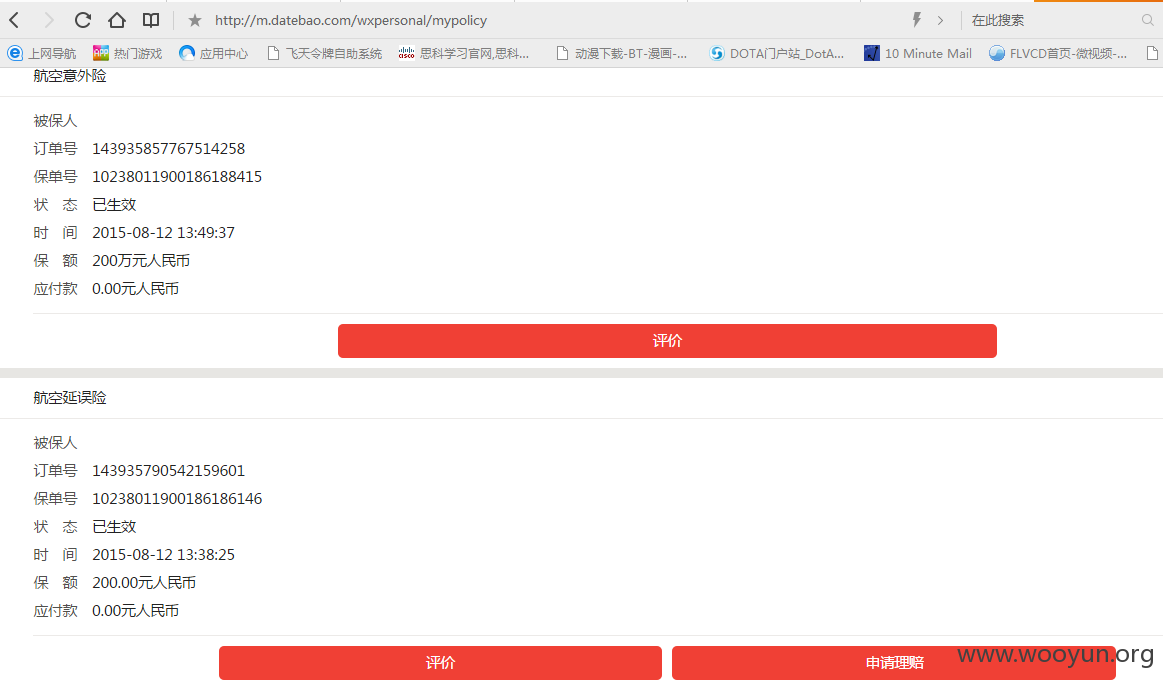 http://m.datebao.com/wxpersonal/mypolicy 在此搜索
上网导航 热门游戏 应用中心 飞天令牌自助系统 思科学习官网,思科... 动漫下载-BT-漫画-... DOTA门户站_DotA... 10 Minute Mail FLVCD首页-微视频-...
航空意外险
被保人
订单号 143935857767514258
保单号 10238011900186188415
状 态 已生效
时 间 2015-08-12 13:49:37
保 额 200万元人民币
应付款 0.00元人民币
评价
航空延误险
被保人
订单号 143935790542159601
保单号 10238011900186186146
状 态 已生效
时 间 2015-08-12 13:38:25
保 额 200.00元人民币
应付款 0.00元人民币
评价 申请理赔
www.wooyun.org